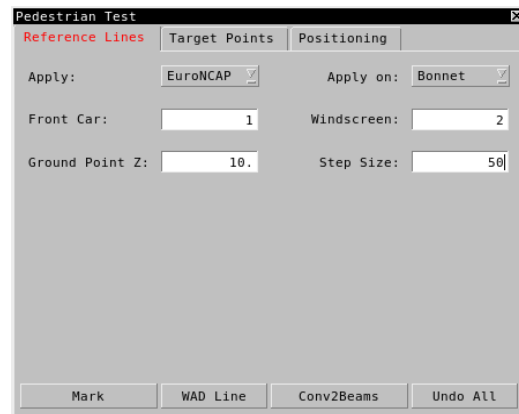 Pedestrian Test
Reference Lines Target Points Positioning
Apply: EuroNCAP Apply on: Bonnet
Front Car: 1 Windscreen: 2
Ground Point Z: 10. Step Size: 50
Mark WAD Line Conv2Beams Undo All